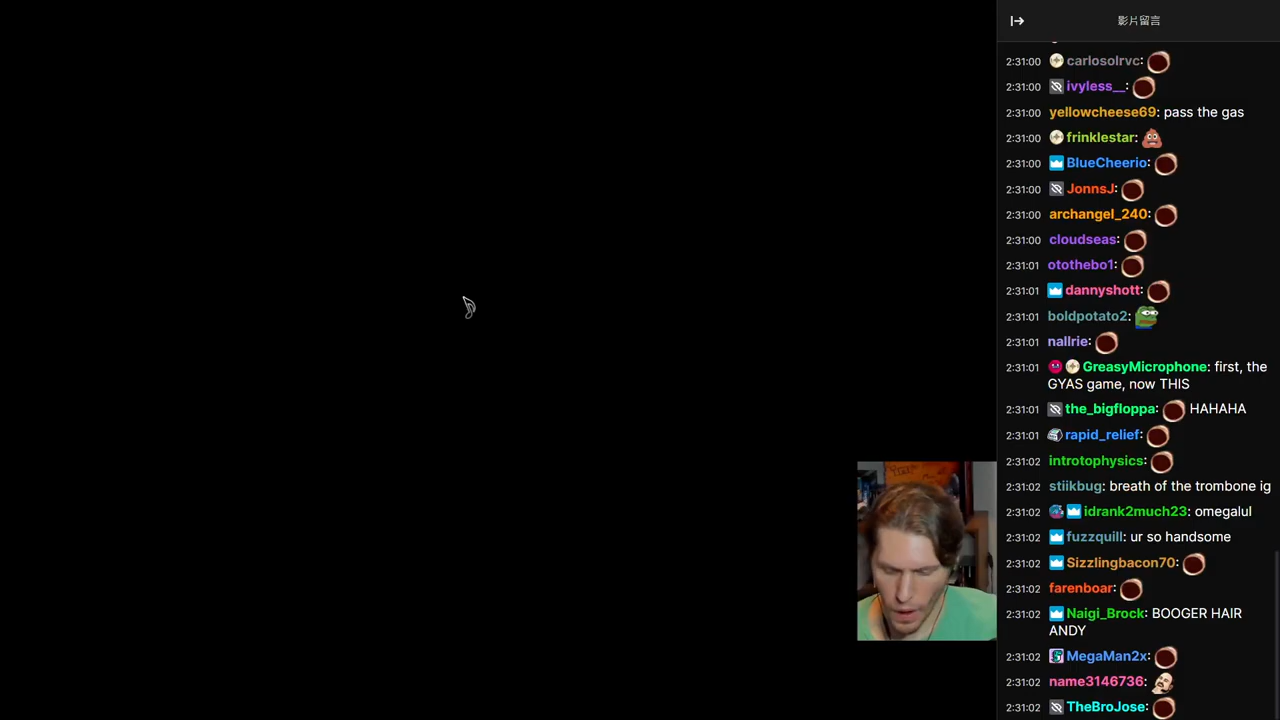 影片留言
2:31:00 carlosolrvc:
2:31:00 ivyless__:
yellowcheese69: pass the gas
2:31:00
2:31:00 frinklestar:
2:31:00 BlueCheerio:
2:31:00 JonnsJ:
2:31:00 archangel_240:
2:31:00 cloudseas:
2:31:01 otothebo1:
2:31:01 dannyshott:
2:31:01 boldpotato2:
2:31:01 nallrie:
2:31:01 GreasyMicrophone: first, the
GYAS game, now THIS
2:31:01 the_bigfloppa: HAHAHA
2:31:01 rapid_relief:
2:31:02 introtophysics:
2:31:02 stiikbug: breath of the trombone ig
2:31:02 idrank2much23: omegalul
2:31:02 fuzzquill: ur so handsome
2:31:02 Sizzlingbacon70:
2:31:02 farenboar:
2:31:02 Naigi_Brock: BOOGER HAIR
ANDY
2:31:02 MegaMan2x:
2:31:02 name3146736:
2:31:02 TheBroJose: